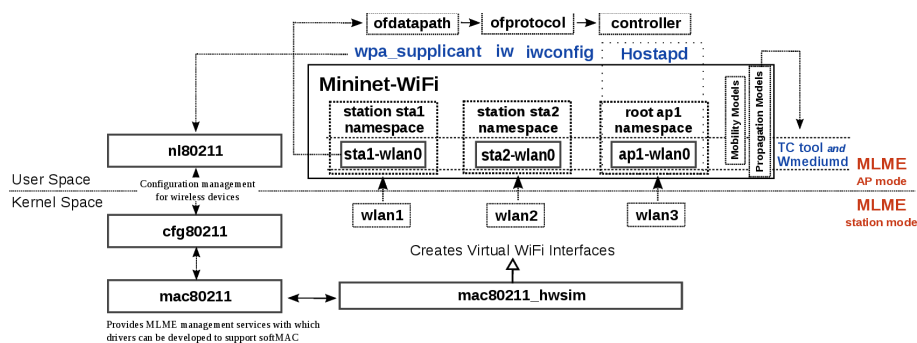 ofdatapath ofprotocol controller
wpa_supplicant iw iwconfig Hostapd
Mininet-WiFi
station sta1
namespace
station sta2
namespace
root ap1
namespace
sta1-wlan0
sta2-wlan0
ap1-wlan0
Mobility Models
Propagation Models
TC tool and
Wmediumd
MLME
AP mode
MLME
station mode
nl80211
User Space
Kernel Space
Configuration management
for wireless devices
wlan1
wlan2
wlan3
cfg80211
Creates Virtual WiFi Interfaces
mac80211
mac80211_hwsim
Provides MLME management services with which
drivers can be developed to support softMAC